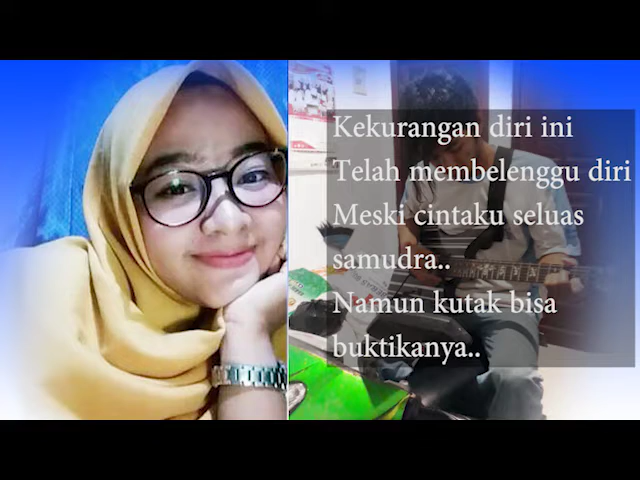 Kekurangan diri ini
Telah membelenggu diri
Meski cintaku seluas
samudra..
Namun kutak bisa
buktikanya..